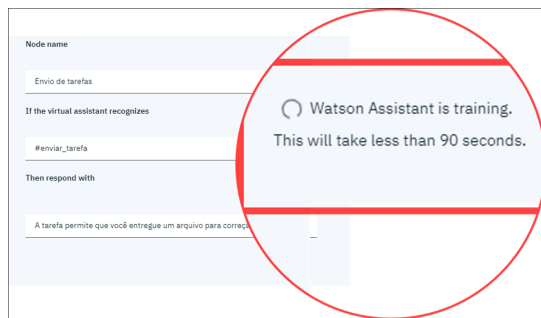 Node name
Envio de tarefas
If the virtual assistant recognizes
#enviar_tarefa
Then respond with
A tarefa permite que você entregue um arquivo para correça
Watson Assistant is training.
This will take less than 90 seconds.